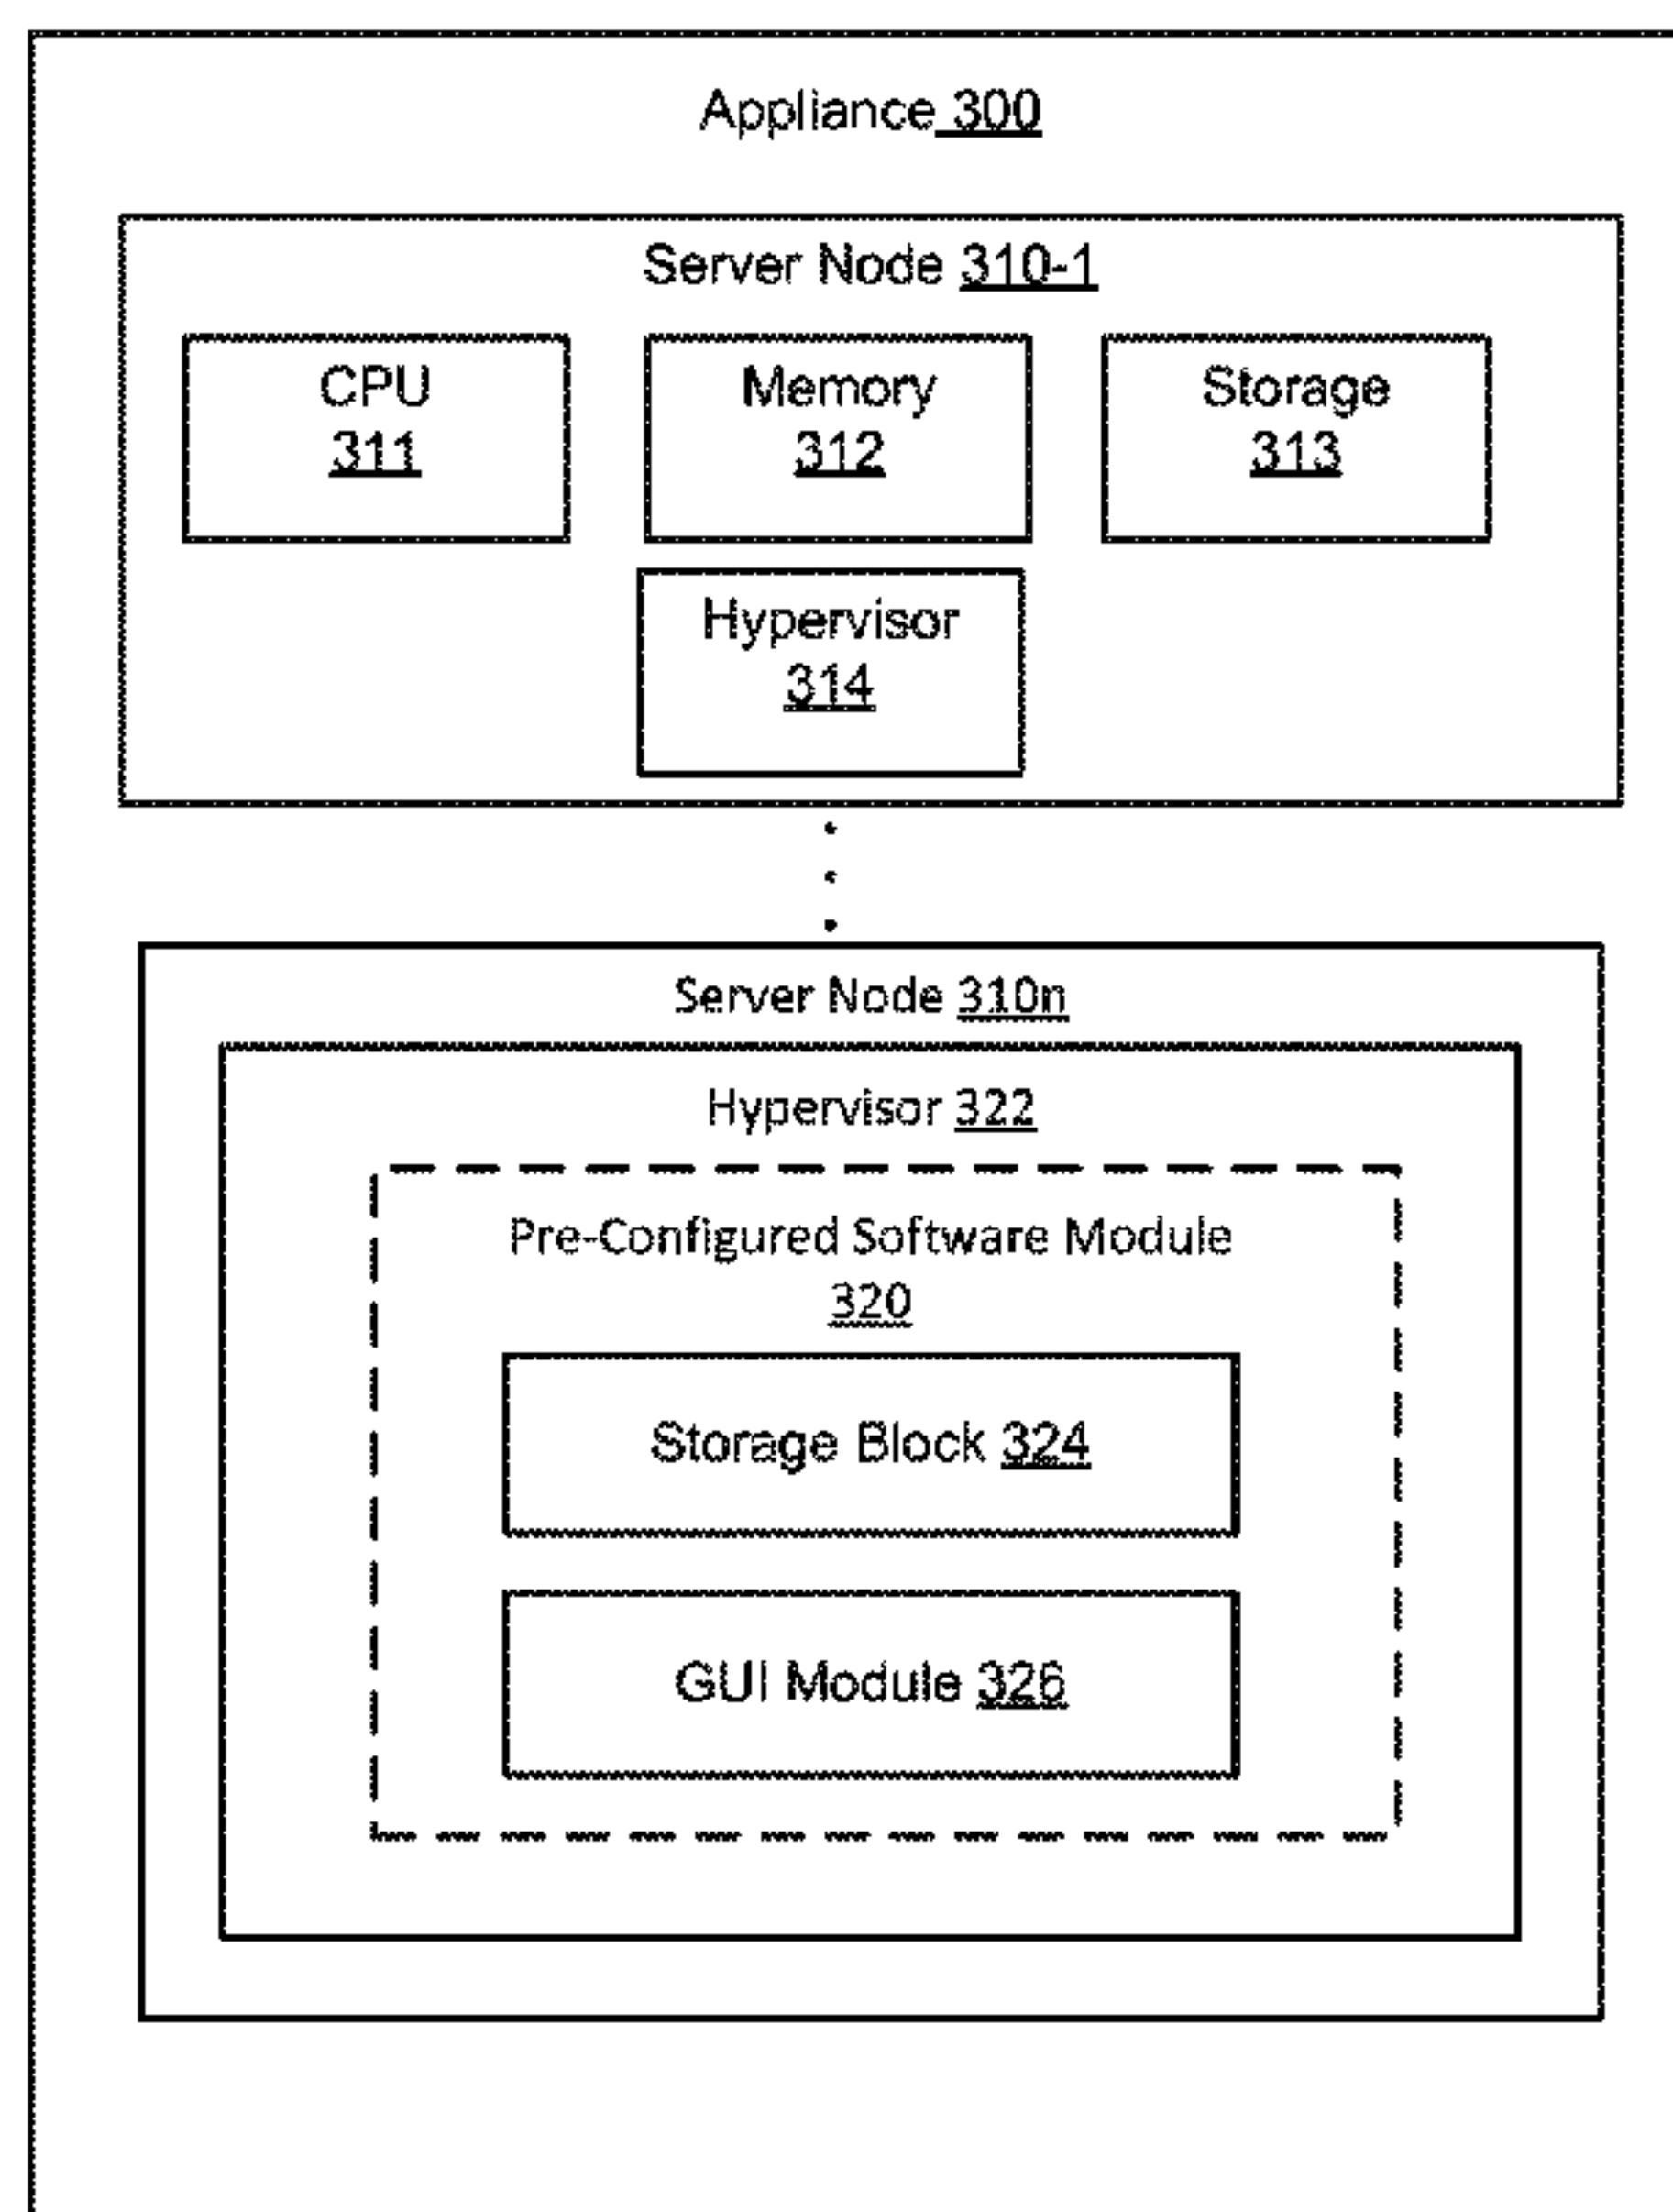 Appliance 300
Server Node 310-1
CPU
311
Memory
312
Storage
313
Hypervisor
314
Server Node 310n
Hypervisor 322
Pre-Configured Software Module
320
Storage Block 324
GUI Module 326